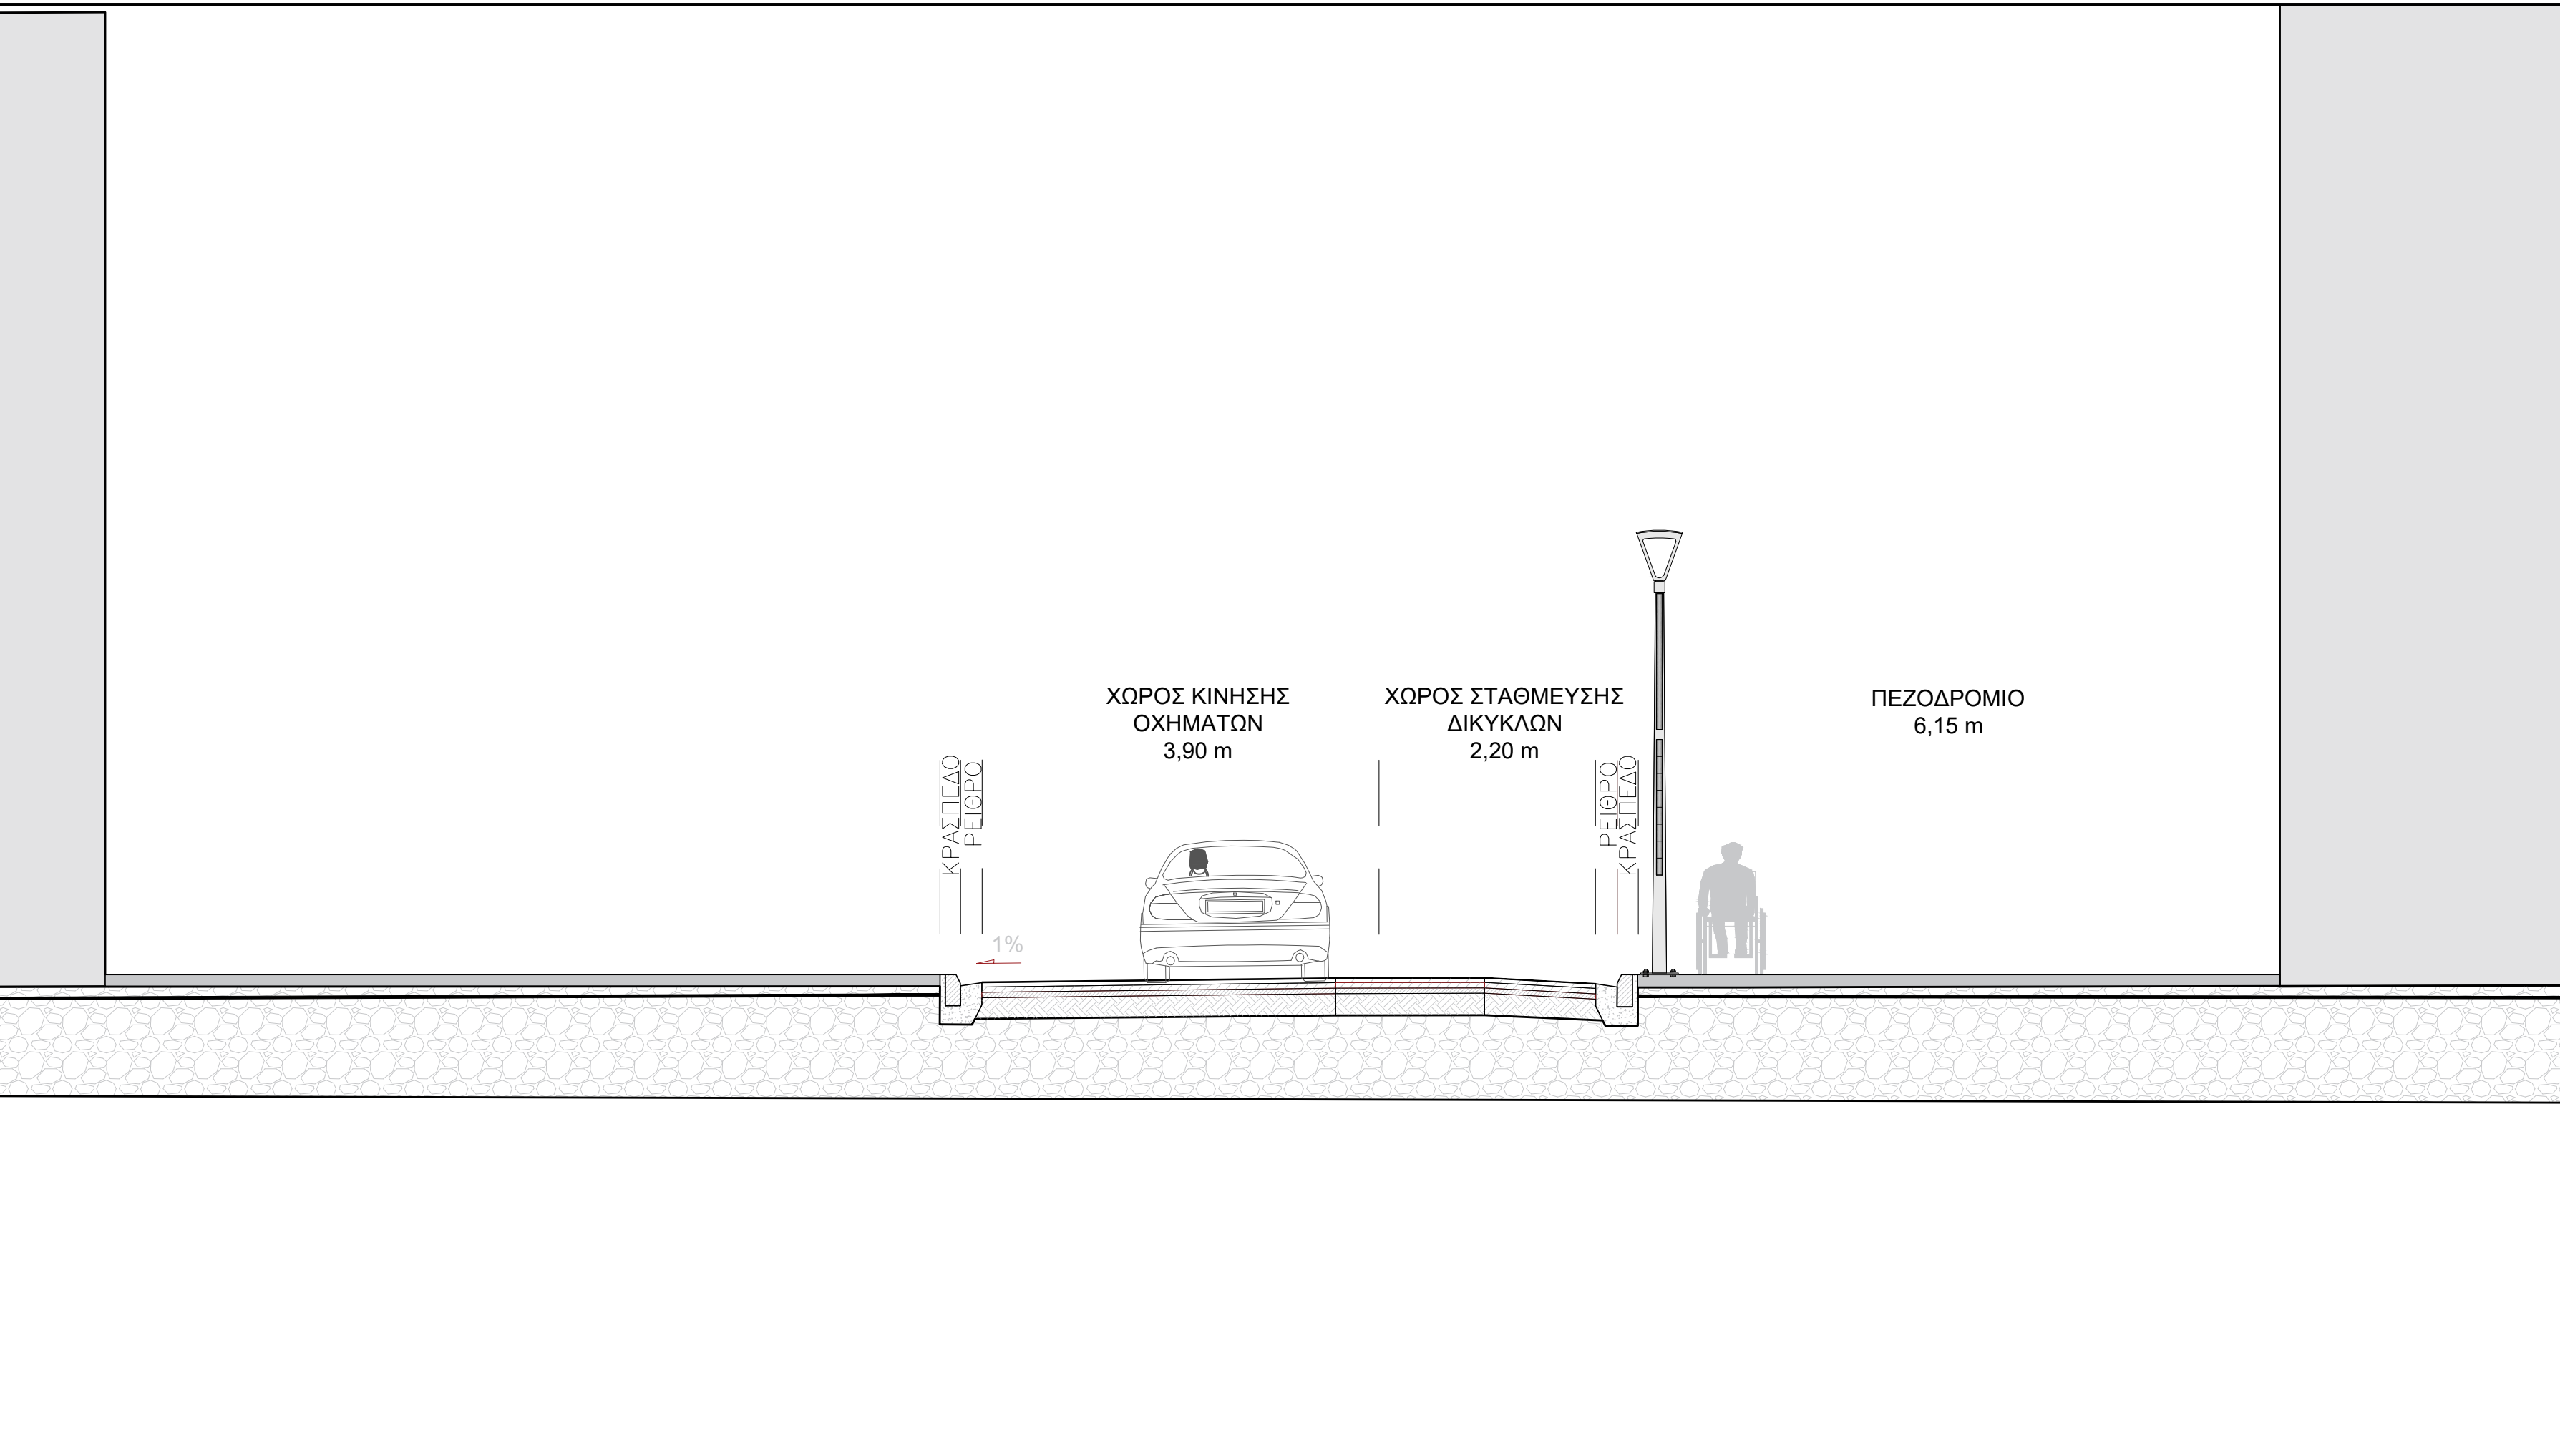 ΧΩΡΟΣ ΚΙΝΗΣΗΣ
ΟΧΗΜΑΤΩΝ
3,90 m
ΧΩΡΟΣ ΣΤΑΘΜΕΥΣΗΣ
ΔΙΚΥΚΛΩΝ
2,20 m
ΠΕΖΟΔΡΟΜΙΟ
6,15 m
ΚΡΑΣΠΕΔΟ
ΡΕΙΘΡΟ
ΡΕΙΘΡΟ
ΚΡΑΣΠΕΔΟ
1%